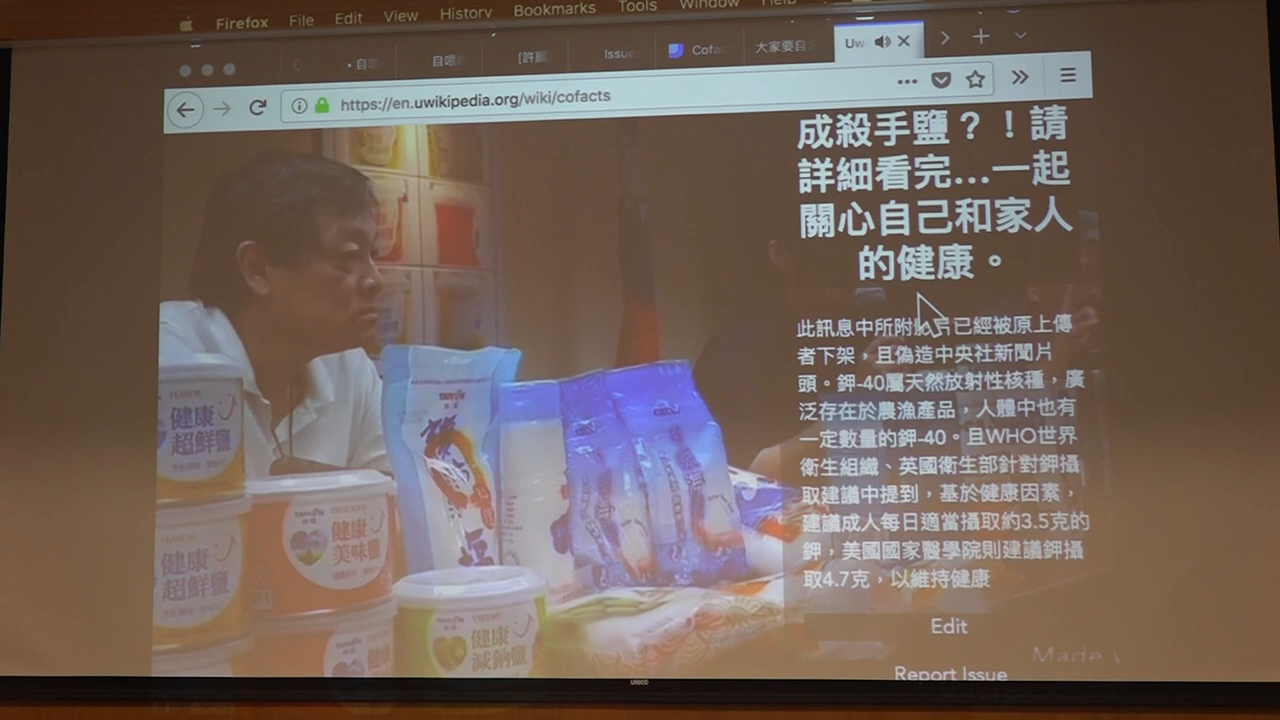 Firefox File Edit View History Bookmarks Tools Window Help
[許願
Issue
Cofa
大家要自
Uw
https://en.uwikipedia.org/wiki/cofacts
成殺手鹽？！請
詳細看完...一起
關心自己和家人
的健康。
此訊息中所附 片已經被原上傳
者下架，且偽造中央社新聞片
頭。鉀-40屬天然放射性核種，廣
泛存在於農漁產品，人體中也有
一定數量的鉀-40。且WHO世界
衛生組織、英國衛生部針對鉀攝
取建議中提到，基於健康因素，
建議成人每日適當攝取約3.5克的
鉀，美國國家醫學院則建議鉀攝
取4.7克，以維持健康
Edit
Made
Report Issue
健康
超鮮鹽
健康
超鮮鹽
健康
美味鹽
健康
健康
減鈉鹽
UNICO